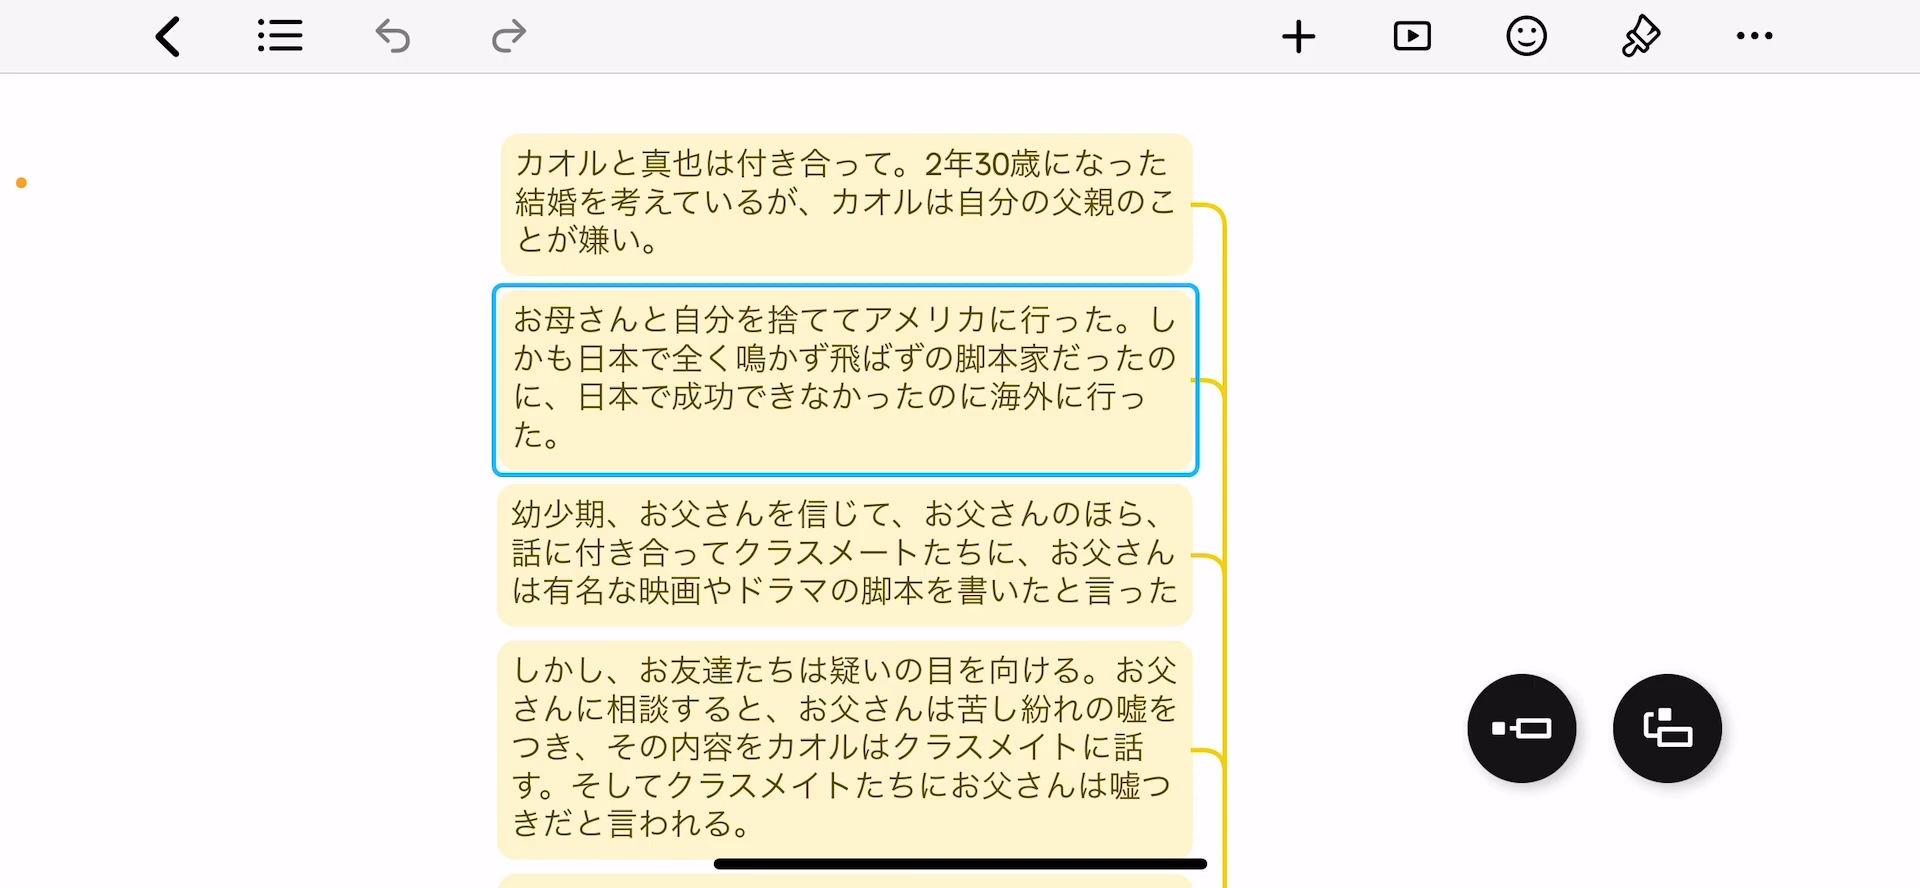 カオルと真也は付き合って。2年30歳になった
結婚を考えているが、カオルは自分の父親のこ
とが嫌い。
お母さんと自分を捨ててアメリカに行った。し
かも日本で全く鳴かず飛ばずの脚本家だったの
に、日本で成功できなかったのに海外に行っ
た。
幼少期、お父さんを信じて、お父さんのほら、
話に付き合ってクラスメートたちに、お父さん
は有名な映画やドラマの脚本を書いたと言った
しかし、お友達たちは疑いの目を向ける。お父
さんに相談すると、お父さんは苦し紛れの嘘を
つき、その内容をカオルはクラスメイトに話
す。そしてクラスメイトたちにお父さんは嘘つ
きだと言われる。